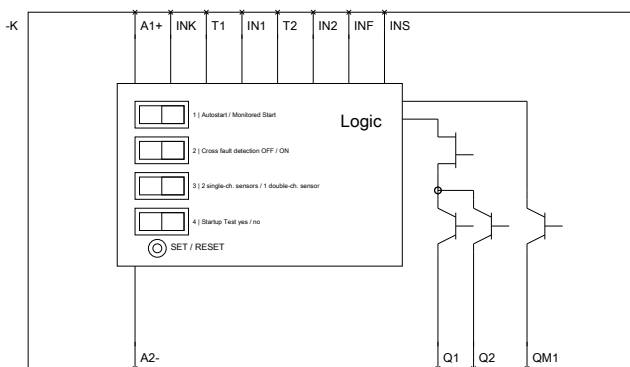 -K
A1+ INK T1 IN1 T2 IN2 INF INS
Logic
1 | Autostart / Monitored Start
2 | Cross fault detection OFF / ON
3 | 2 single-ch. sensors / 1 double-ch. sensor
4 | Startup Test yes / no
SET / RESET
A2- Q1 Q2 QM1